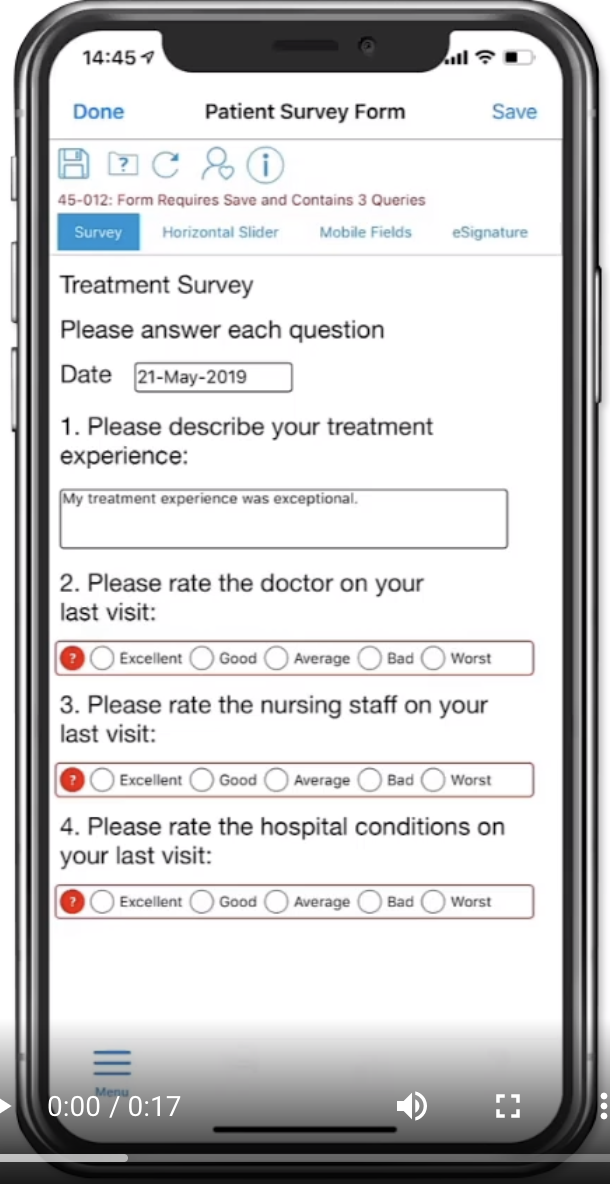 14:45
Done Patient Survey Form Save
?
i
45-012: Form Requires Save and Contains 3 Queries
Survey Horizontal Slider Mobile Fields eSignature
Treatment Survey
Please answer each question
Date 21-May-2019
1. Please describe your treatment
experience:
My treatment experience was exceptional.
2. Please rate the doctor on your
last visit:
? Excellent Good Average Bad Worst
3. Please rate the nursing staff on your
last visit:
? Excellent Good Average Bad Worst
4. Please rate the hospital conditions on
your last visit:
? Excellent Good Average Bad Worst
Menu
0:00 / 0:17